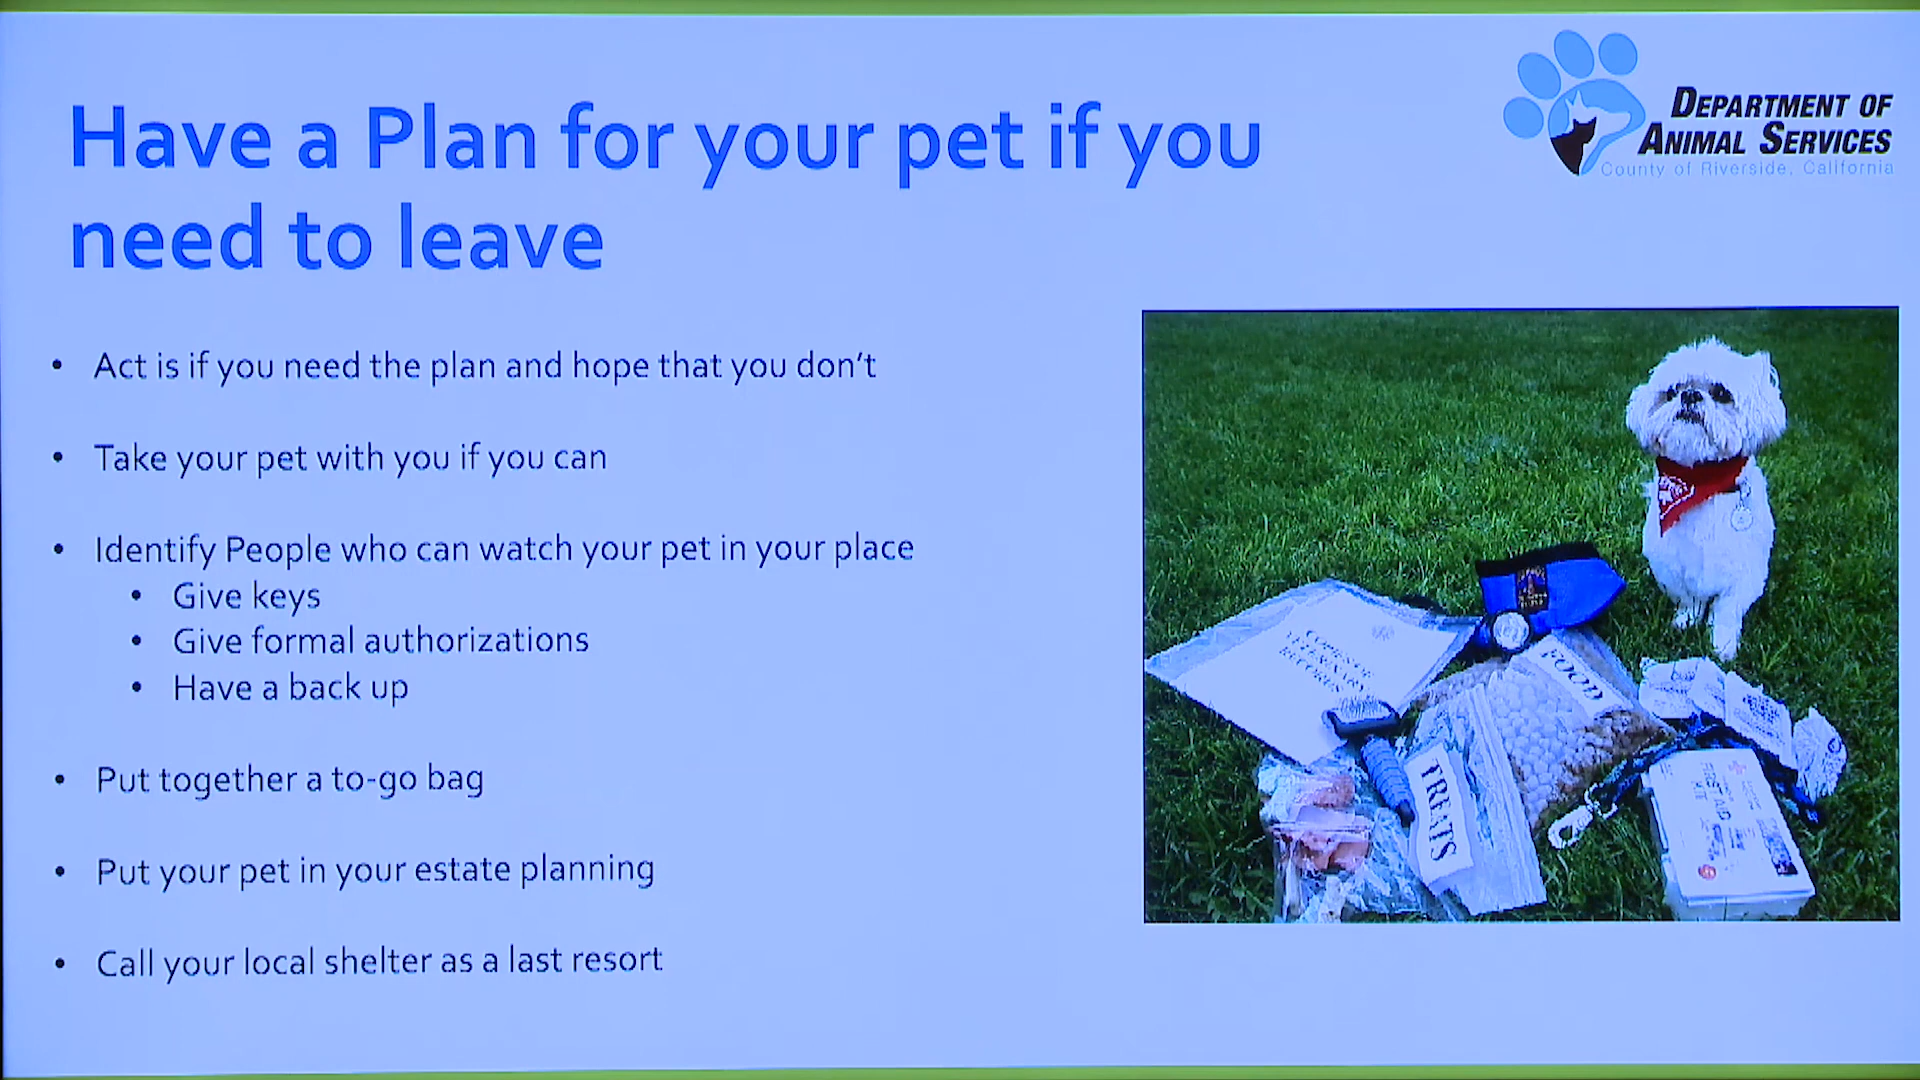 Have a Plan for your pet if you
need to leave
DEPARTMENT OF
ANIMAL SERVICES
County of Riverside, California
• Act is if you need the plan and hope that you don't
• Take your pet with you if you can
• Identify People who can watch your pet in your place
• Give keys
• Give formal authorizations
• Have a back up
• Put together a to-go bag
• Put your pet in your estate planning
• Call your local shelter as a last resort
RECORDS
FOOD
TREATS
FIRST AID
KIT